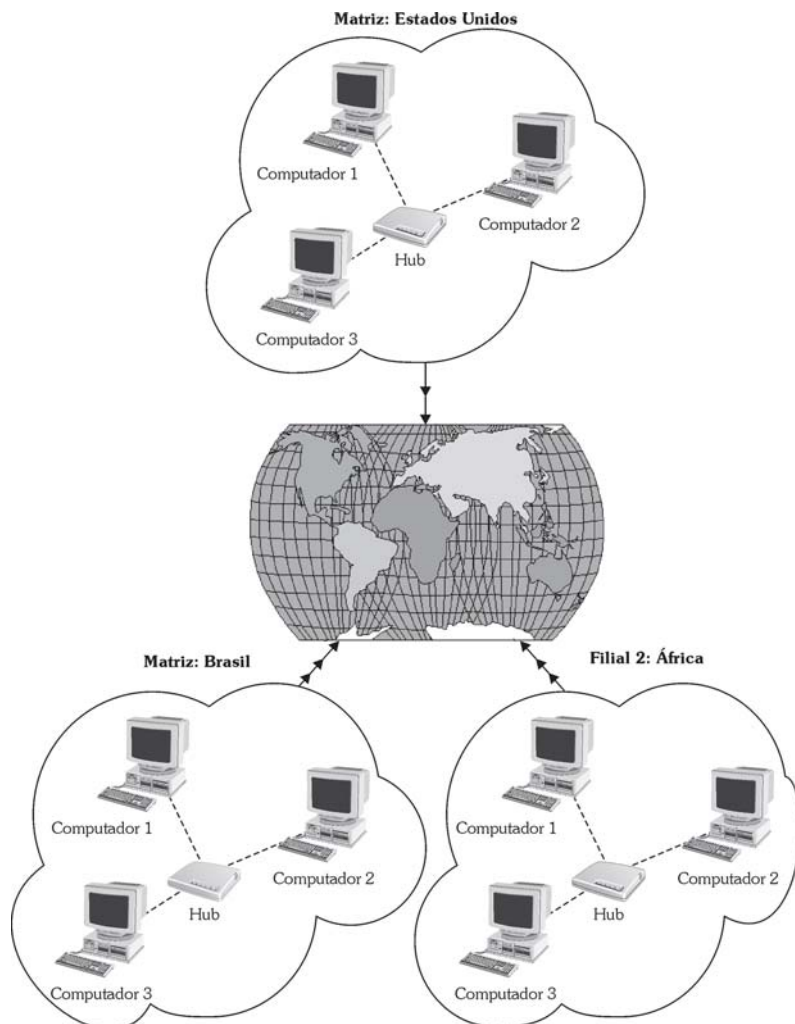 Matriz: Estados Unidos
Computador 1
Computador 2
Hub
Computador 3
Matriz: Brasil
Filial 2: África
Computador 1
Computador 2
Hub
Computador 3
Computador 1
Computador 2
Hub
Computador 3